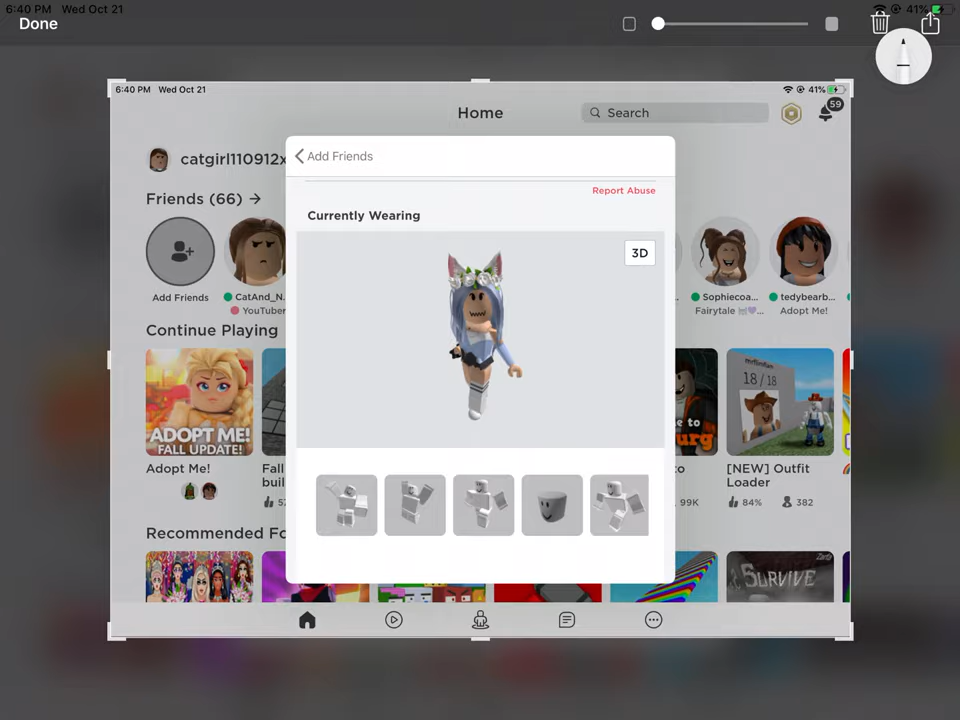 6:40 PM Wed Oct 21
41%
Done
6:40 PM Wed Oct 21
41%
Home
Search
59
catgirl110912x
Add Friends
Report Abuse
Friends (66)
Currently Wearing
3D
Add Friends
CatAnd_N.
YouTuber
Sophiecoa...
Fairytale
tedybearb...
Adopt Me!
Continue Playing
ADOPT ME!
FALL UPDATE!
18/18
Adopt Me!
Fall
buil
[NEW] Outfit
Loader
99K
84%
382
Recommended Fo
SURVIVE